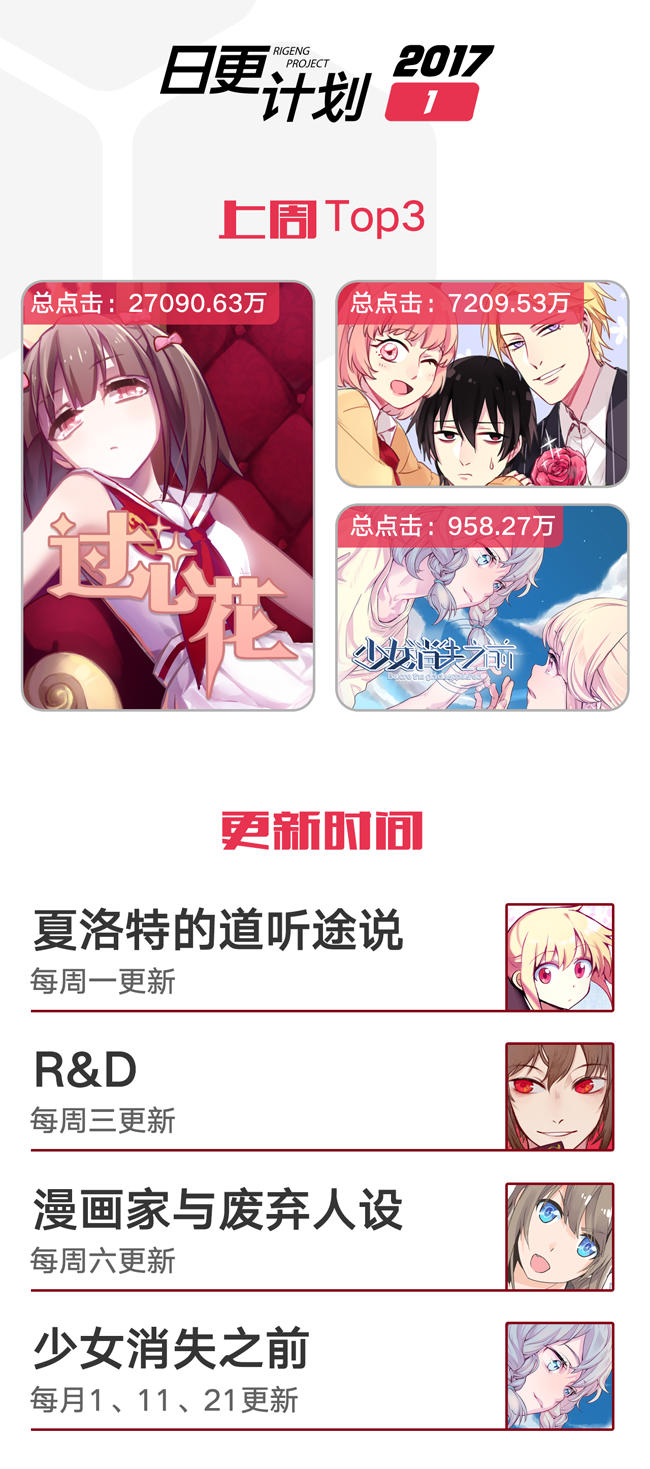 日更计划
RIGENG
PROJECT
2017
1
上周Top3
总点击：27090.63万
过心花
总点击：7209.53万
总点击：958.27万
少女消失之前
更新时间
夏洛特的道听途说
每周一更新
R&D
每周三更新
漫画家与废弃人设
每周六更新
少女消失之前
每月1、11、21更新